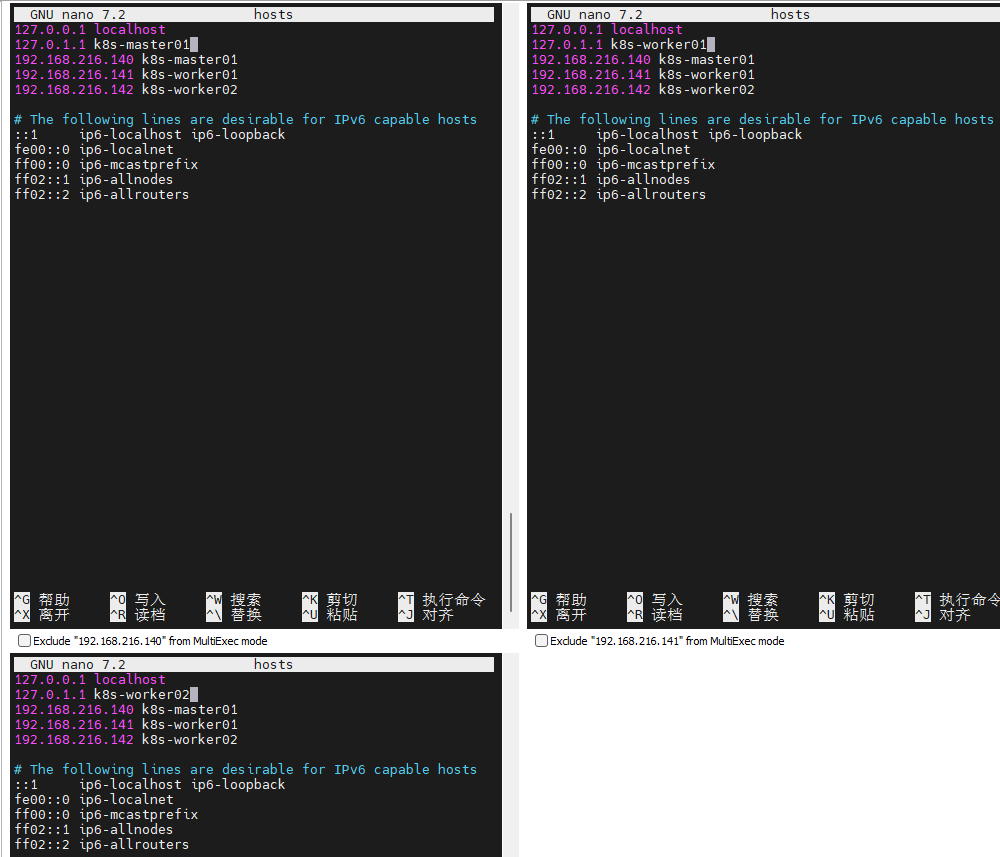 GNU nano 7.2 hosts
127.0.0.1 localhost
127.0.1.1 k8s-master01
192.168.216.140 k8s-master01
192.168.216.141 k8s-worker01
192.168.216.142 k8s-worker02
# The following lines are desirable for IPv6 capable hosts
::1 ip6-localhost ip6-loopback
fe00::0 ip6-localnet
ff00::0 ip6-mcastprefix
ff02::1 ip6-allnodes
ff02::2 ip6-allrouters
^G 帮助 ^O 写入 ^W 搜索 ^K 剪切 ^T 执行命令
^X 离开 ^R 读档 ^\ 替换 ^U 粘贴 ^J 对齐
Exclude "192.168.216.140" from MultiExec mode
GNU nano 7.2 hosts
127.0.0.1 localhost
127.0.1.1 k8s-worker01
192.168.216.140 k8s-master01
192.168.216.141 k8s-worker01
192.168.216.142 k8s-worker02
# The following lines are desirable for IPv6 capable hosts
::1 ip6-localhost ip6-loopback
fe00::0 ip6-localnet
ff00::0 ip6-mcastprefix
ff02::1 ip6-allnodes
ff02::2 ip6-allrouters
^G 帮助 ^O 写入 ^W 搜索 ^K 剪切 ^T 执行命令
^X 离开 ^R 读档 ^\ 替换 ^U 粘贴 ^J 对齐
Exclude "192.168.216.141" from MultiExec mode
GNU nano 7.2 hosts
127.0.0.1 localhost
127.0.1.1 k8s-worker02
192.168.216.140 k8s-master01
192.168.216.141 k8s-worker01
192.168.216.142 k8s-worker02
# The following lines are desirable for IPv6 capable hosts
::1 ip6-localhost ip6-loopback
fe00::0 ip6-localnet
ff00::0 ip6-mcastprefix
ff02::1 ip6-allnodes
ff02::2 ip6-allrouters